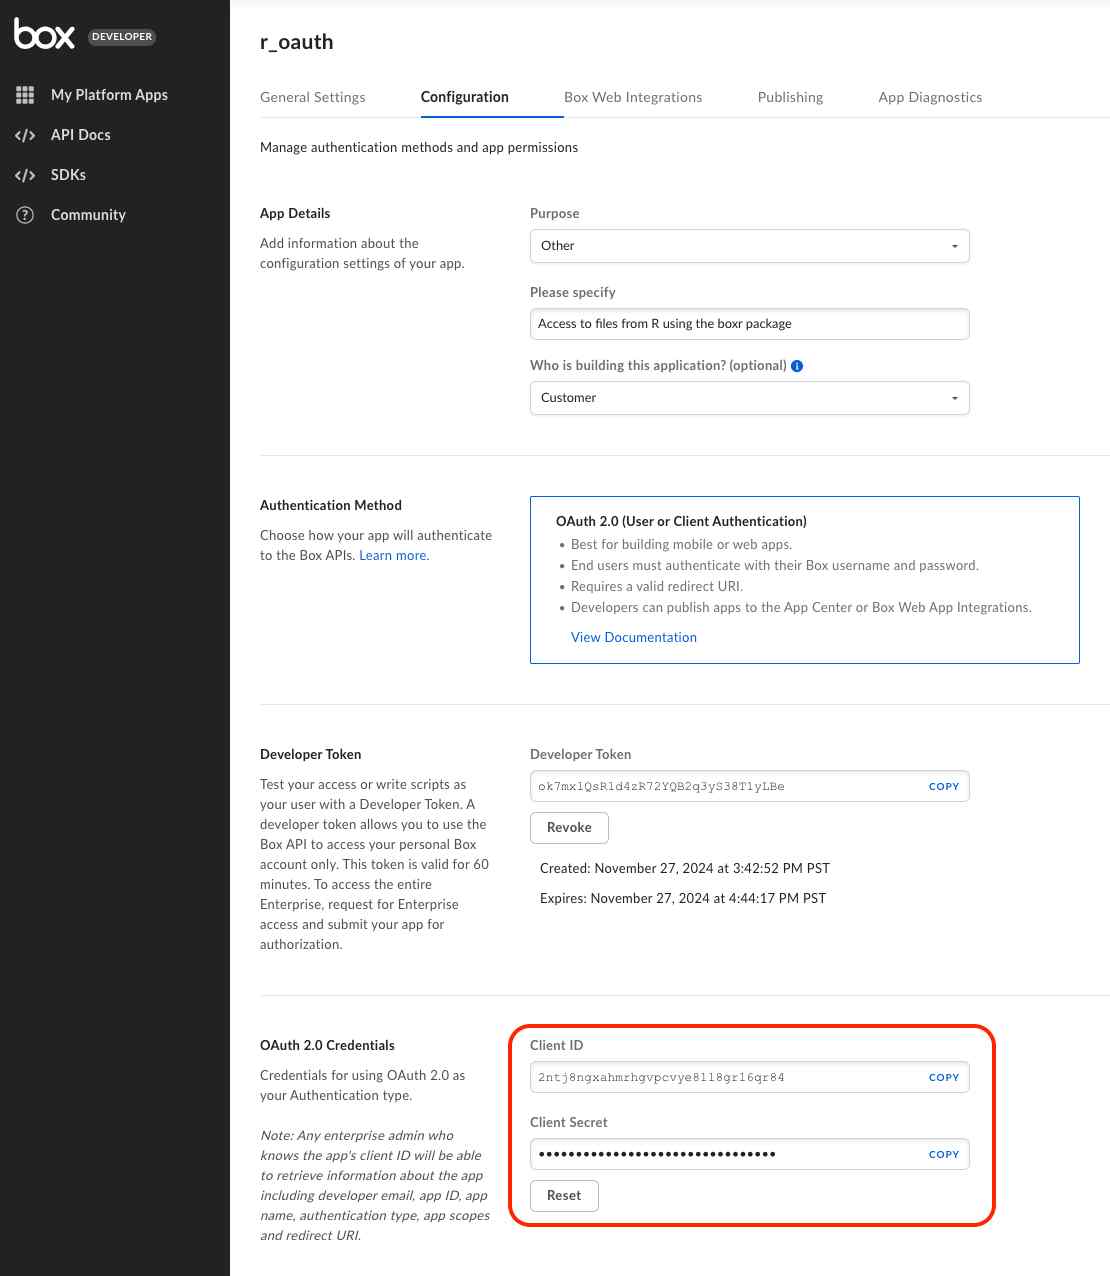 box DEVELOPER
My Platform Apps
API Docs
SDKs
Community
r_oauth
General Settings Configuration Box Web Integrations Publishing App Diagnostics
Manage authentication methods and app permissions
App Details
Add information about the
configuration settings of your app.
Purpose
Other
Please specify
Access to files from R using the boxr package
Who is building this application? (optional)
Customer
Authentication Method
Choose how your app will authenticate
to the Box APIs. Learn more.
OAuth 2.0 (User or Client Authentication)
• Best for building mobile or web apps.
• End users must authenticate with their Box username and password.
• Requires a valid redirect URI.
• Developers can publish apps to the App Center or Box Web App Integrations.
View Documentation
Developer Token
Test your access or write scripts as
your user with a Developer Token. A
developer token allows you to use the
Box API to access your personal Box
account only. This token is valid for 60
minutes. To access the entire
Enterprise, request for Enterprise
access and submit your app for
authorization.
Developer Token
ok7mx1QsR1d4zR72YQB2q3yS38T1yLBe COPY
Revoke
Created: November 27, 2024 at 3:42:52 PM PST
Expires: November 27, 2024 at 4:44:17 PM PST
OAuth 2.0 Credentials
Credentials for using OAuth 2.0 as
your Authentication type.
Note: Any enterprise admin who
knows the app's client ID will be able
to retrieve information about the app
including developer email, app ID, app
name, authentication type, app scopes
and redirect URI.
Client ID
2ntj8ngxahmrhgvpcvye8118gr16qr84 COPY
Client Secret
•••••••••••••••••••••••••••••••• COPY
Reset